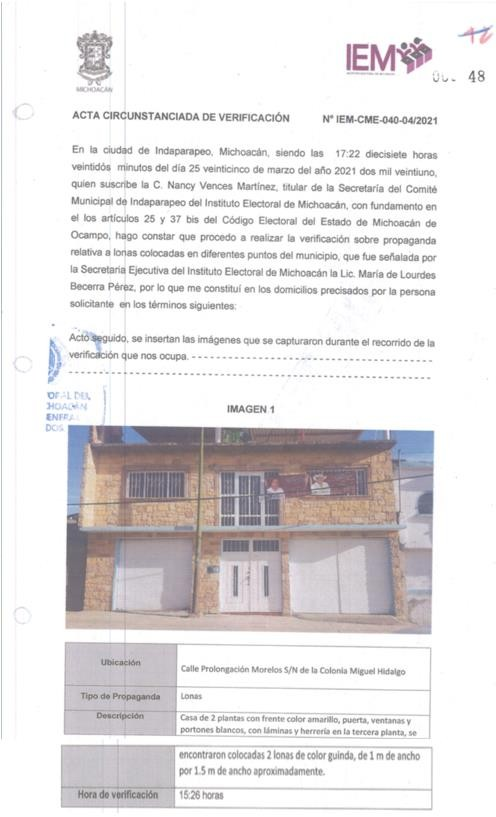 12
MICHOACÁN
IEM
INSTITUTO ELECTORAL DE MICHOACÁN
48
ACTA CIRCUNSTANCIADA DE VERIFICACIÓN N° IEM-CME-040-04/2021
En la ciudad de Indaparapeo, Michoacán, siendo las 17:22 diecisiete horas
veintidós minutos del día 25 veinticinco de marzo del año 2021 dos mil veintiuno,
quien suscribe la C. Nancy Vences Martínez, titular de la Secretaría del Comité
Municipal de Indaparapeo del Instituto Electoral de Michoacán, con fundamento en
el los artículos 25 y 37 bis del Código Electoral del Estado de Michoacán de
Ocampo, hago constar que procedo a realizar la verificación sobre propaganda
relativa a lonas colocadas en diferentes puntos del municipio, que fue señalada por
la Secretaria Ejecutiva del Instituto Electoral de Michoacán la Lic. María de Lourdes
Becerra Pérez, por lo que me constituí en los domicilios precisados por la persona
solicitante en los términos siguientes:
Acto seguido, se insertan las imágenes que se capturaron durante el recorrido de la
verificación que nos ocupa. - - - - - - - - - - - - - - - - - - - - - - - - - - - - - - - - - - -
- - - - - - - - - - - - - - - - - - - - - - - - - - - - - - - - - - - - - - - - - - - - - - - - - - - - -
TORAL DEL
CHOACÁN
ENERAL
DOS
IMAGEN 1
Ubicación Calle Prolongación Morelos S/N de la Colonia Miguel Hidalgo
Tipo de Propaganda Lonas
Descripción Casa de 2 plantas con frente color amarillo, puerta, ventanas y
portones blancos, con láminas y herrería en la tercera planta, se
encontraron colocadas 2 lonas de color guinda, de 1 m de ancho
por 1.5 m de ancho aproximadamente.
Hora de verificación 15:26 horas